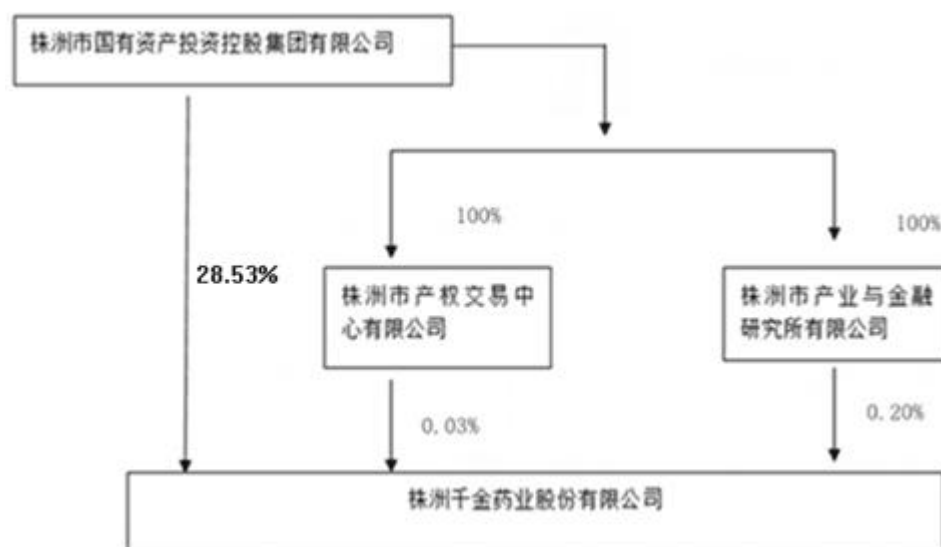 株洲市国有资产投资控股集团有限公司
100%
100%
28.53%
株洲市产权交易中
心有限公司
株洲市产业与金融
研究所有限公司
0.03%
0.20%
株洲千金药业股份有限公司